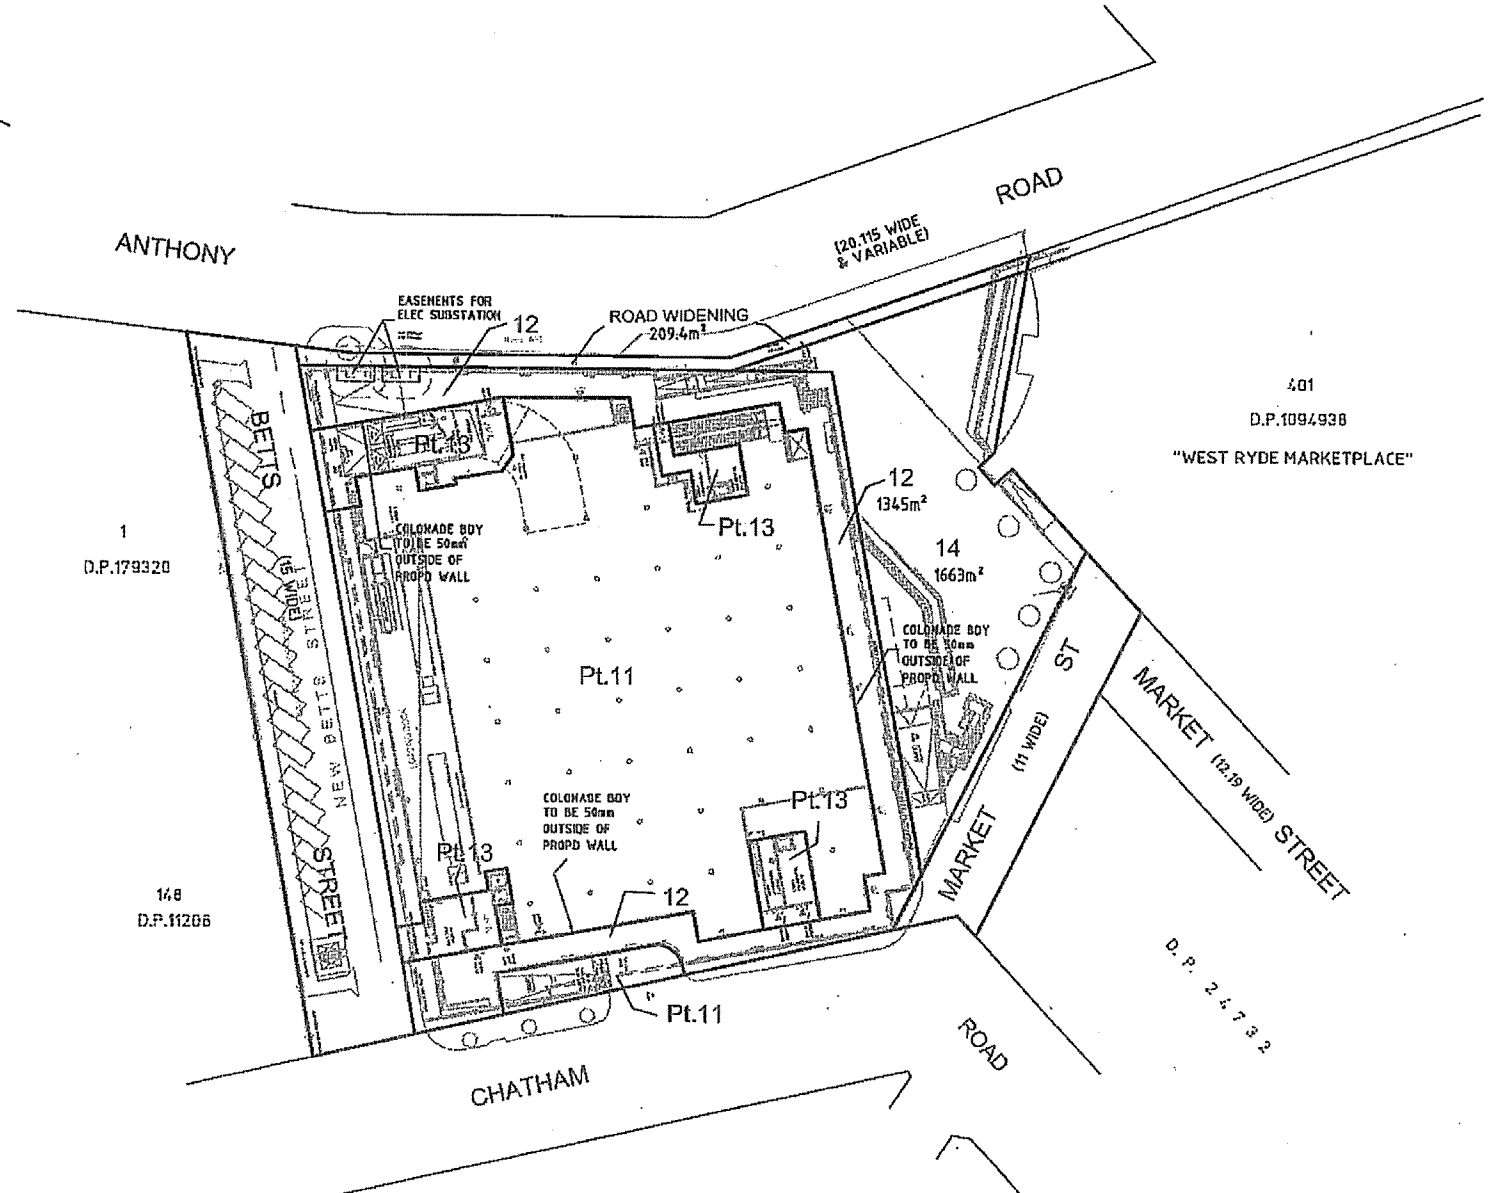 ROAD
(20.115 WIDE
& VARIABLE)
ANTHONY
EASEMENTS FOR
ELEC SUBSTATION
12
ROAD WIDENING
209.4m²
401
D.P.1094938
"WEST RYDE MARKETPLACE"
BETTS
Pt.13
Pt.13
12
1345m²
1
D.P.179320
COLONADE BDY
TO BE 50mm
OUTSIDE OF
PROPD WALL
14
1663m²
(15 WIDE)
NEW BETTS STREET
COLONADE BDY
TO BE 50mm
OUTSIDE OF
PROPD WALL
Pt.11
ST
MARKET (12.19 WIDE) STREET
(11 WIDE)
COLONADE BDY
TO BE 50mm
OUTSIDE OF
PROPD WALL
Pt.13
Pt.13
MARKET
STREET
148
D.P.11206
12
Pt.11
D.P. 24732
ROAD
CHATHAM